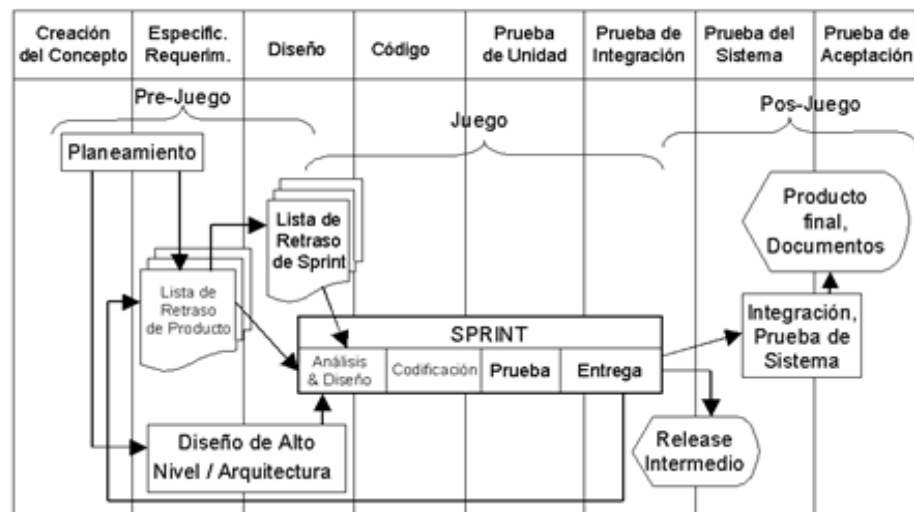 Creación
del Concepto
Específic.
Requerim.
Diseño
Código
Prueba
de Unidad
Prueba de
Integración
Prueba del
Sistema
Prueba de
Aceptación
Pre-Juego
Juego
Pos-Juego
Planeamiento
Lista de
Retraso
de Sprint
Producto
final,
Documentos
Lista de
Retraso
de Producto
SPRINT
Análisis
& Diseño
Codificación
Prueba
Entrega
Integración,
Prueba de
Sistema
Diseño de Alto
Nivel / Arquitectura
Release
Intermedio